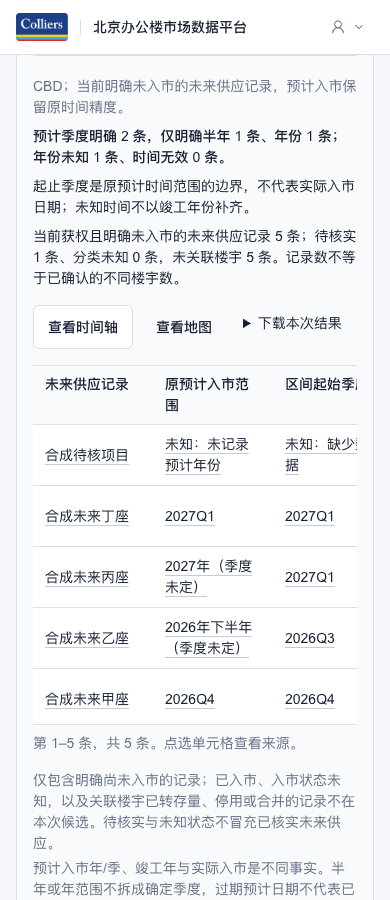 Colliers
北京办公楼市场数据平台
CBD；当前明确未入市的未来供应记录，预计入市保
留原时间精度。
预计季度明确 2 条，仅明确半年 1 条、年份 1 条；
年份未知 1 条、时间无效 0 条。
起止季度是原预计时间范围的边界，不代表实际入市
日期；未知时间不以竣工年份补齐。
当前获权且明确未入市的未来供应记录 5 条；待核实
1 条、分类未知 0 条，未关联楼宇 5 条。记录数不等
于已确认的不同楼宇数。
查看时间轴
查看地图
▶ 下载本次结果
未来供应记录
原预计入市范
围
区间起始季
合成待核项目
未知：未记录
预计年份
未知：缺少
据
合成未来丁座
2027Q1
2027Q1
合成未来丙座
2027年（季度
未定）
2027Q1
合成未来乙座
2026年下半年
（季度未定）
2026Q3
合成未来甲座
2026Q4
2026Q4
第 1–5 条，共 5 条。点选单元格查看来源。
仅包含明确尚未入市的记录；已入市、入市状态未
知，以及关联楼宇已转存量、停用或合并的记录不在
本次候选。待核实与未知状态不冒充已核实未来供
应。
预计入市年/季、竣工年与实际入市是不同事实。半
年或年范围不拆成确定季度，过期预计日期不代表已